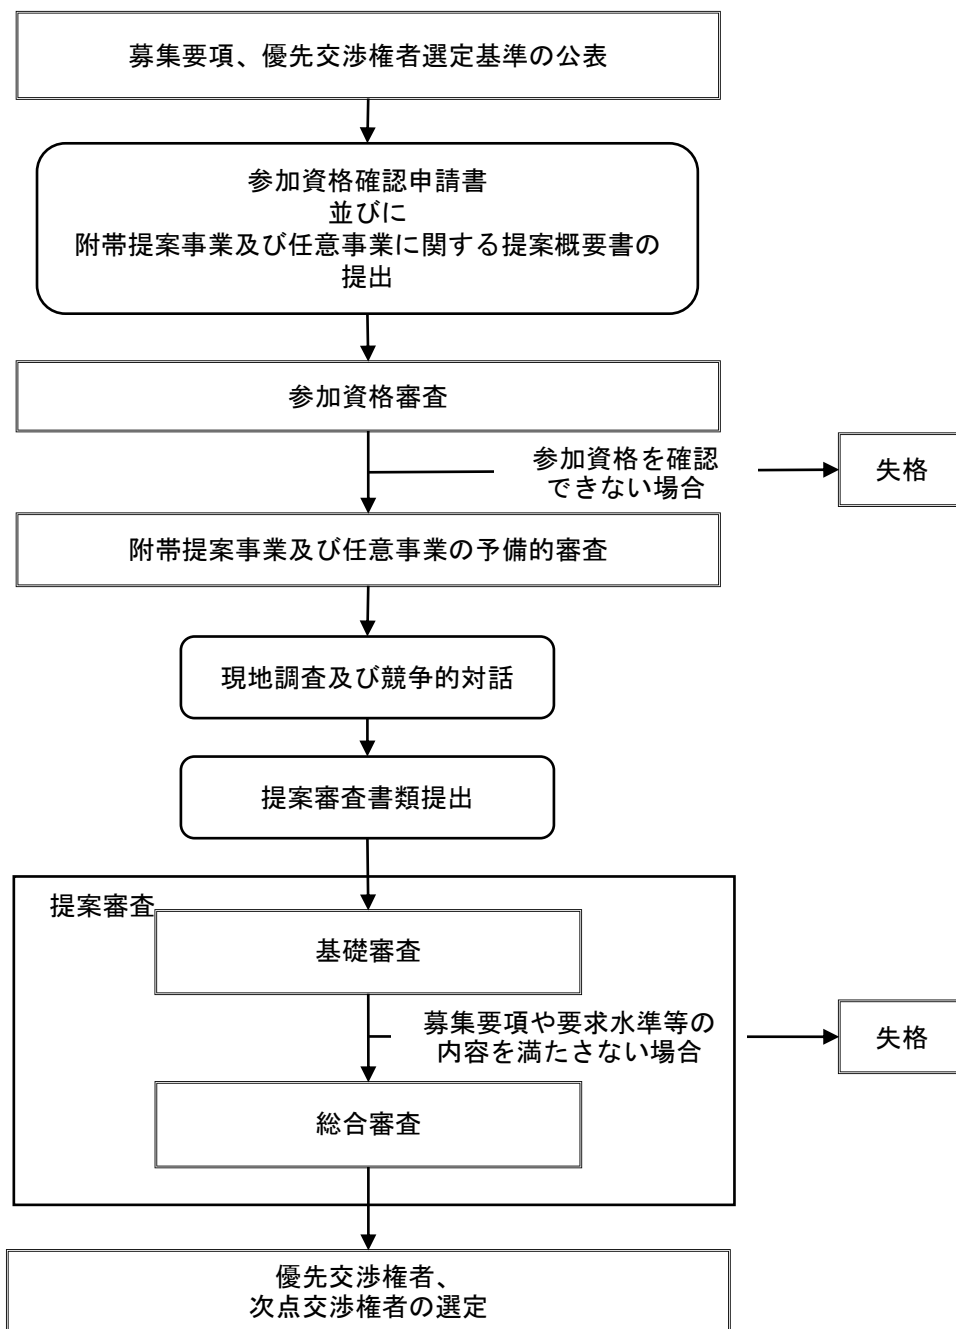 募集要項、優先交渉権者選定基準の公表
参加資格確認申請書
並びに
附帯提案事業及び任意事業に関する提案概要書の
提出
参加資格審査
参加資格を確認
できない場合
失格
附帯提案事業及び任意事業の予備的審査
現地調査及び競争的対話
提案審査書類提出
提案審査
基礎審査
募集要項や要求水準等の
内容を満たさない場合
失格
総合審査
優先交渉権者、
次点交渉権者の選定